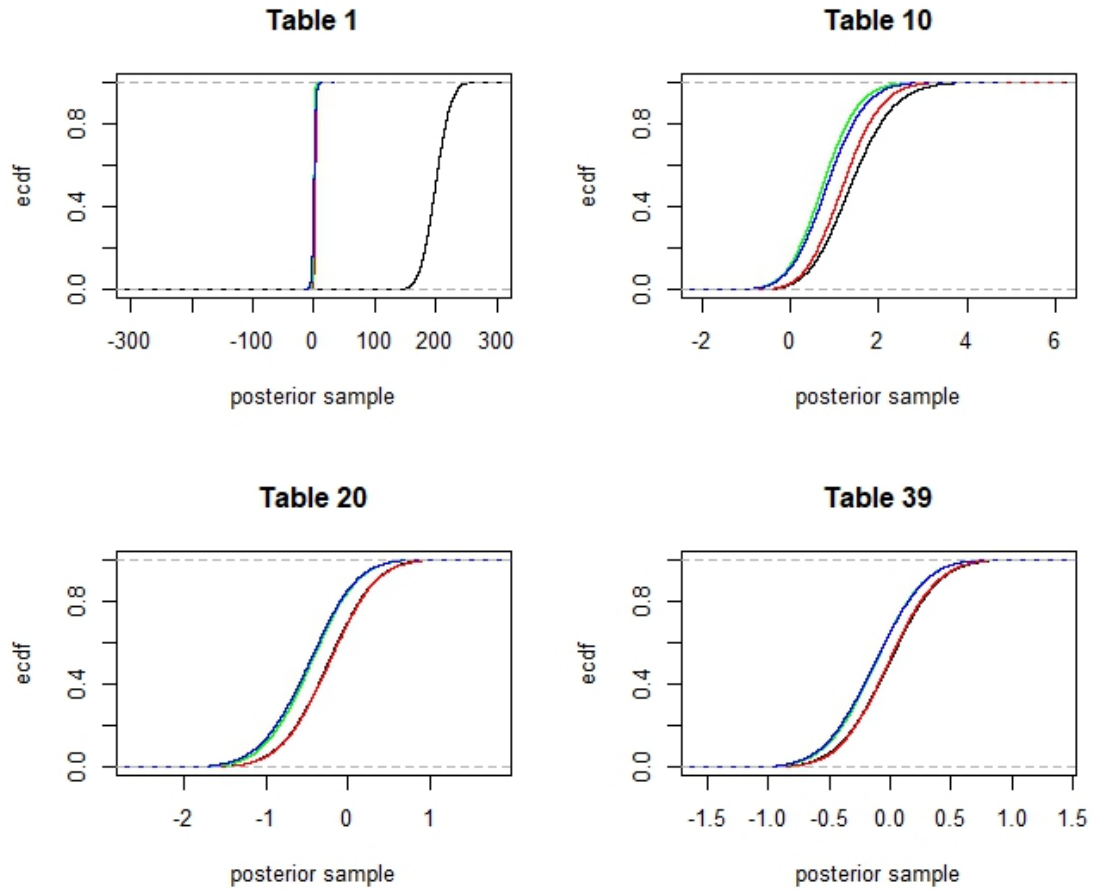 Table 1
ecdf
0.0 0.4 0.8
-300 -100 0 100 200 300
posterior sample
Table 10
ecdf
0.0 0.4 0.8
-2 0 2 4 6
posterior sample
Table 20
ecdf
0.0 0.4 0.8
-2 -1 0 1
posterior sample
Table 39
ecdf
0.0 0.4 0.8
-1.5 -1.0 -0.5 0.0 0.5 1.0 1.5
posterior sample